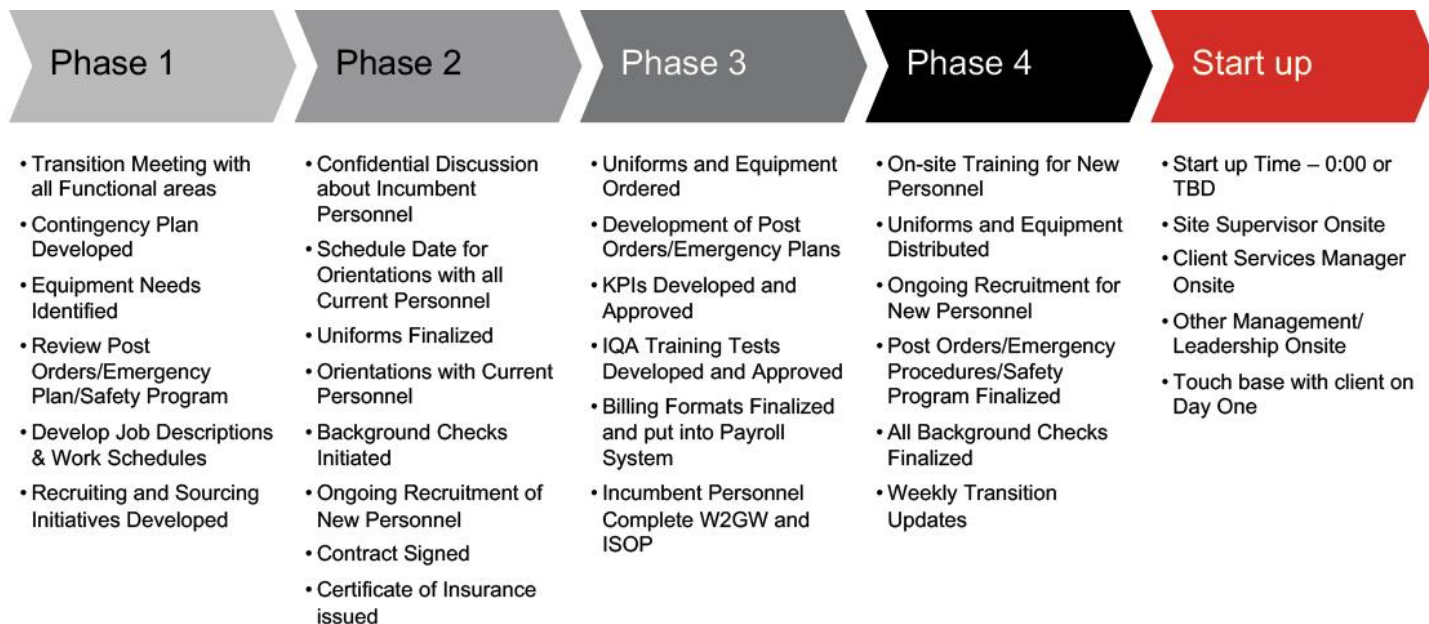 Phase 1
Phase 2
Phase 3
Phase 4
Start up
• Transition Meeting with
all Functional areas
• Contingency Plan
Developed
• Equipment Needs
Identified
• Review Post
Orders/Emergency
Plan/Safety Program
• Develop Job Descriptions
& Work Schedules
• Recruiting and Sourcing
Initiatives Developed
• Confidential Discussion
about Incumbent
Personnel
• Schedule Date for
Orientations with all
Current Personnel
• Uniforms Finalized
• Orientations with Current
Personnel
• Background Checks
Initiated
• Ongoing Recruitment of
New Personnel
• Contract Signed
• Certificate of Insurance
issued
• Uniforms and Equipment
Ordered
• Development of Post
Orders/Emergency Plans
• KPIs Developed and
Approved
• IQA Training Tests
Developed and Approved
• Billing Formats Finalized
and put into Payroll
System
• Incumbent Personnel
Complete W2GW and
ISOP
• On-site Training for New
Personnel
• Uniforms and Equipment
Distributed
• Ongoing Recruitment for
New Personnel
• Post Orders/Emergency
Procedures/Safety
Program Finalized
• All Background Checks
Finalized
• Weekly Transition
Updates
• Start up Time – 0:00 or
TBD
• Site Supervisor Onsite
• Client Services Manager
Onsite
• Other Management/
Leadership Onsite
• Touch base with client on
Day One